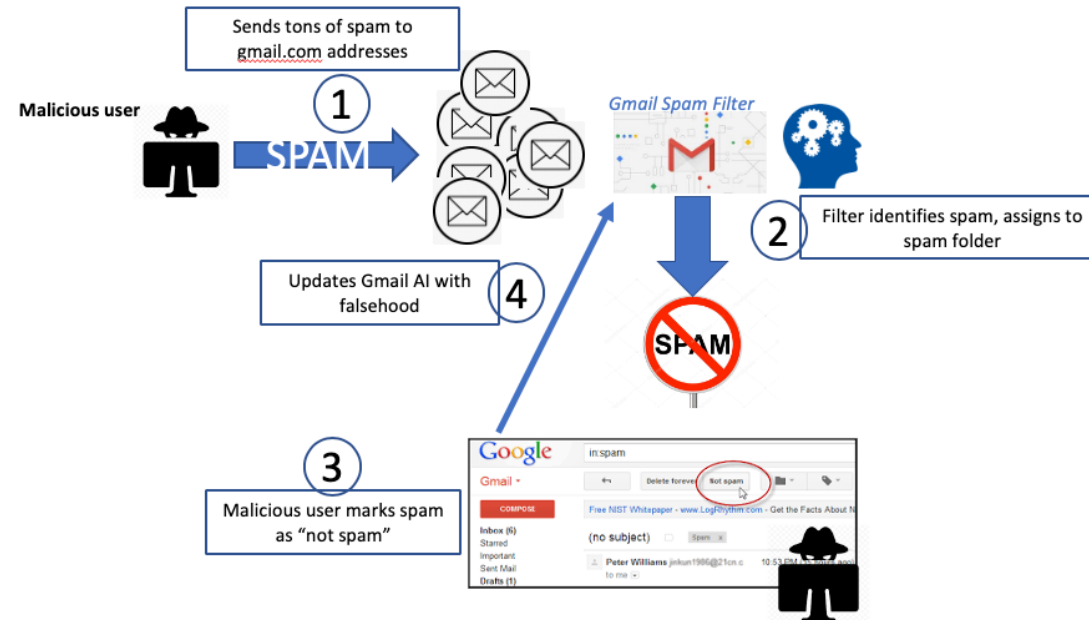 Sends tons of spam to
gmail.com addresses
Malicious user
1
SPAM
Gmail Spam Filter
2
Filter identifies spam, assigns to
spam folder
Updates Gmail AI with
falsehood
4
SPAM
3
Malicious user marks spam
as “not spam”
Google
in:spam
Gmail
Delete forever
Not spam
COMPOSE
Free NIST Whitepaper - www.LogRhythm.com - Get the Facts About N
Inbox (6)
(no subject)
Spam x
Starred
Important
Peter Williams
10:53 PM
Sent Mail
to me
Drafts (1)